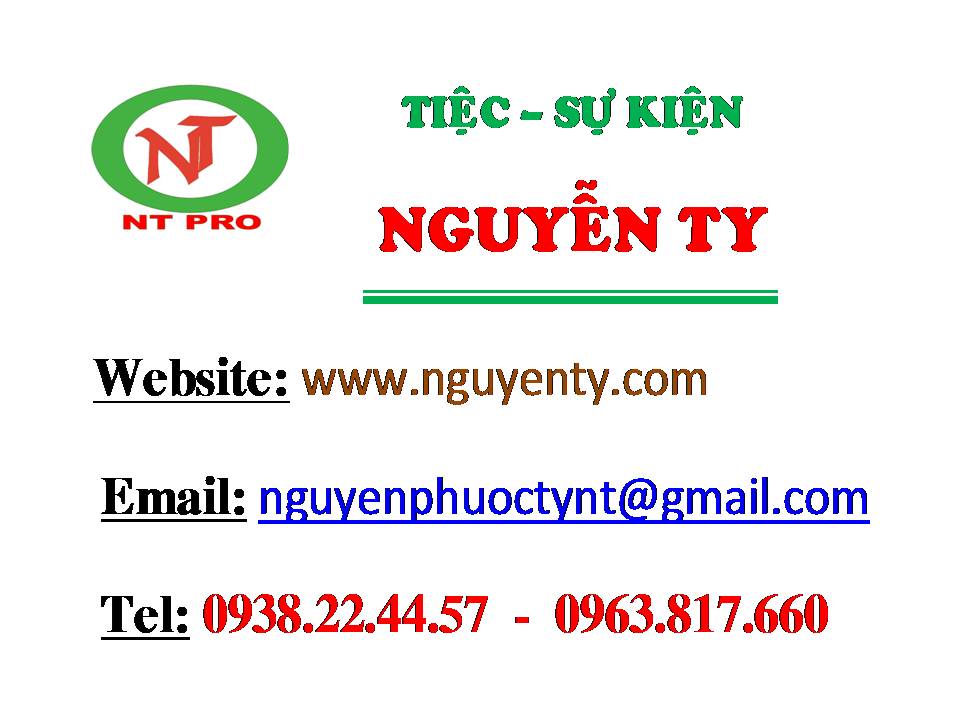 NT
NT PRO
TIỆC – SỰ KIỆN
NGUYỄN TY
Website: www.nguyenty.com
Email: nguyenphuoctynt@gmail.com
Tel: 0938.22.44.57 - 0963.817.660